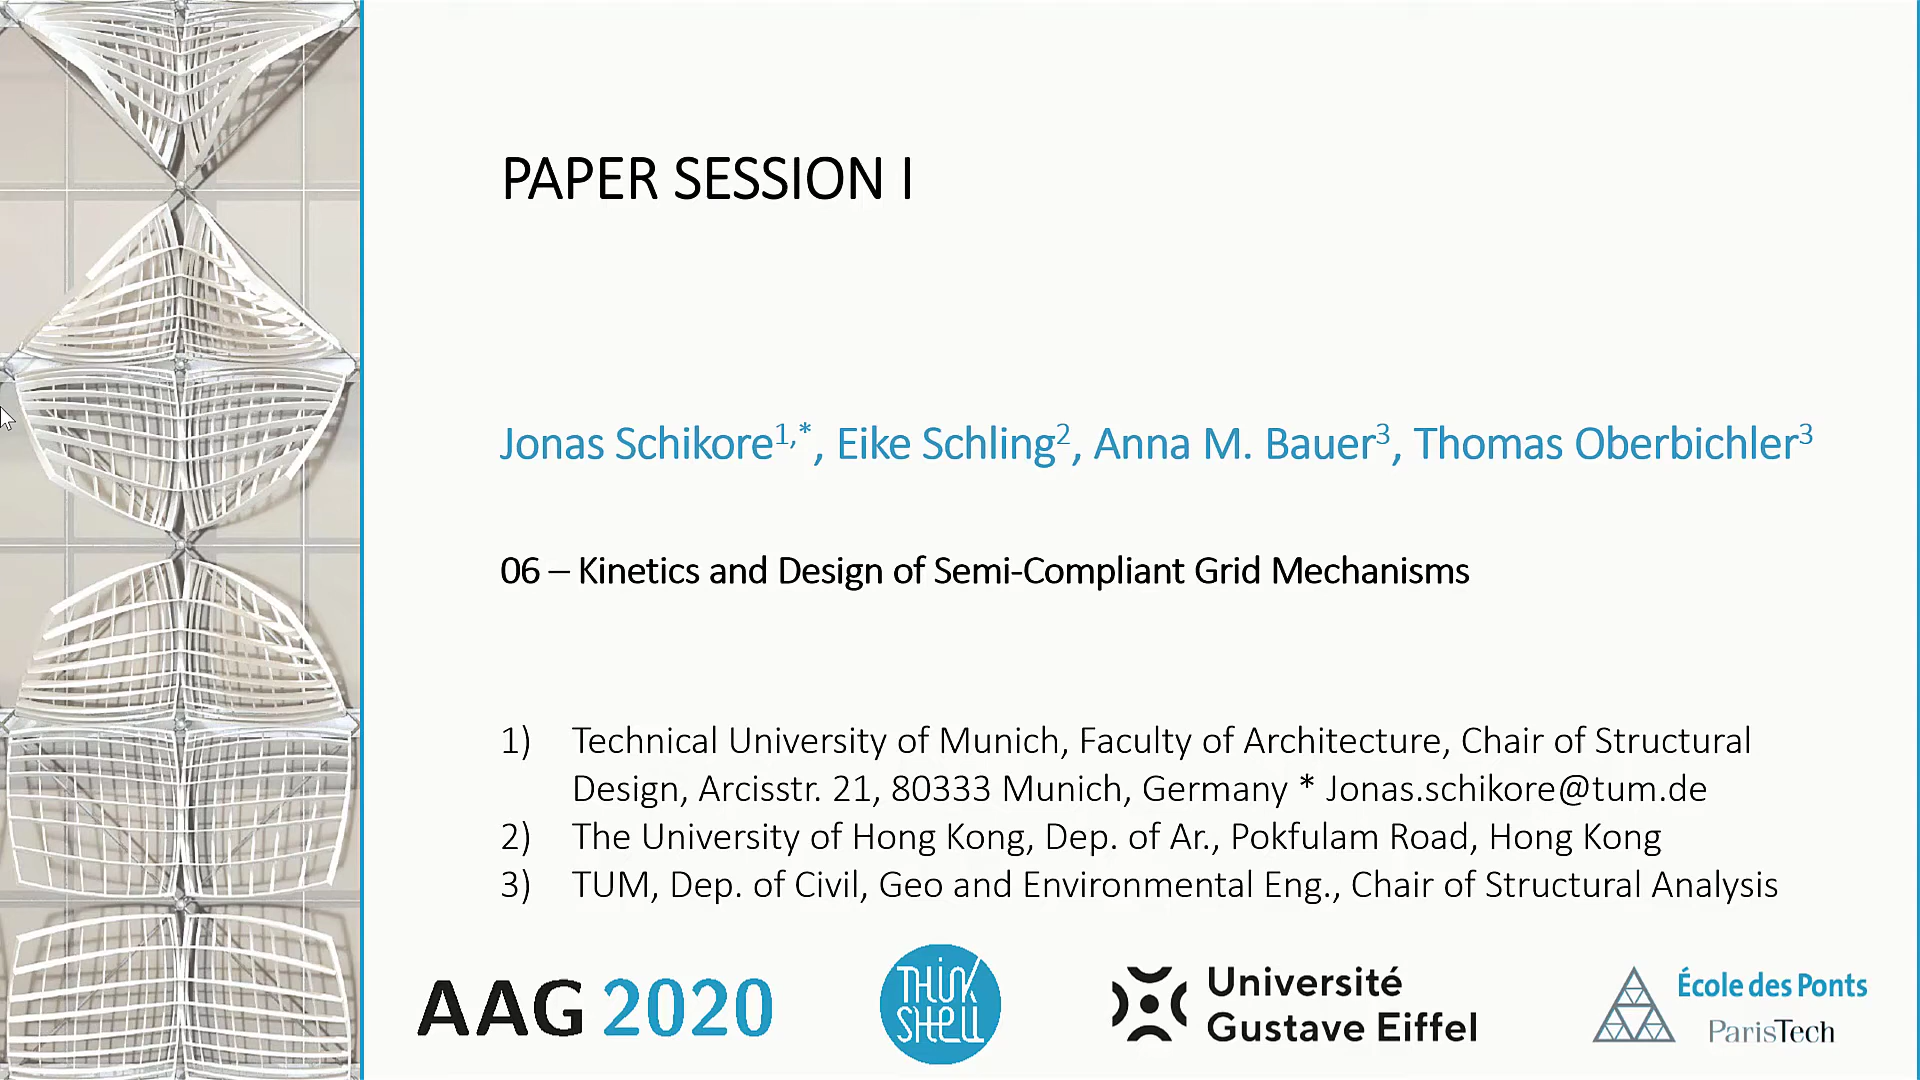 PAPER SESSION I
Jonas Schikore1,*, Eike Schling2, Anna M. Bauer3, Thomas Oberbichler3
06 – Kinetics and Design of Semi-Compliant Grid Mechanisms
1) Technical University of Munich, Faculty of Architecture, Chair of Structural
Design, Arcisstr. 21, 80333 Munich, Germany * Jonas.schikore@tum.de
2) The University of Hong Kong, Dep. of Ar., Pokfulam Road, Hong Kong
3) TUM, Dep. of Civil, Geo and Environmental Eng., Chair of Structural Analysis
AAG 2020
THINK
SHELL
Université
Gustave Eiffel
École des Ponts
ParisTech